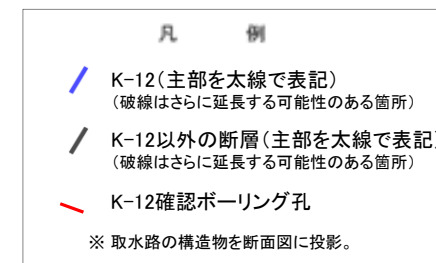 凡 例
K-12(主部を太線で表記)
(破線はさらに延長する可能性のある箇所)
K-12以外の断層(主部を太線で表記)
(破線はさらに延長する可能性のある箇所)
K-12確認ボーリング孔
※ 取水路の構造物を断面図に投影。